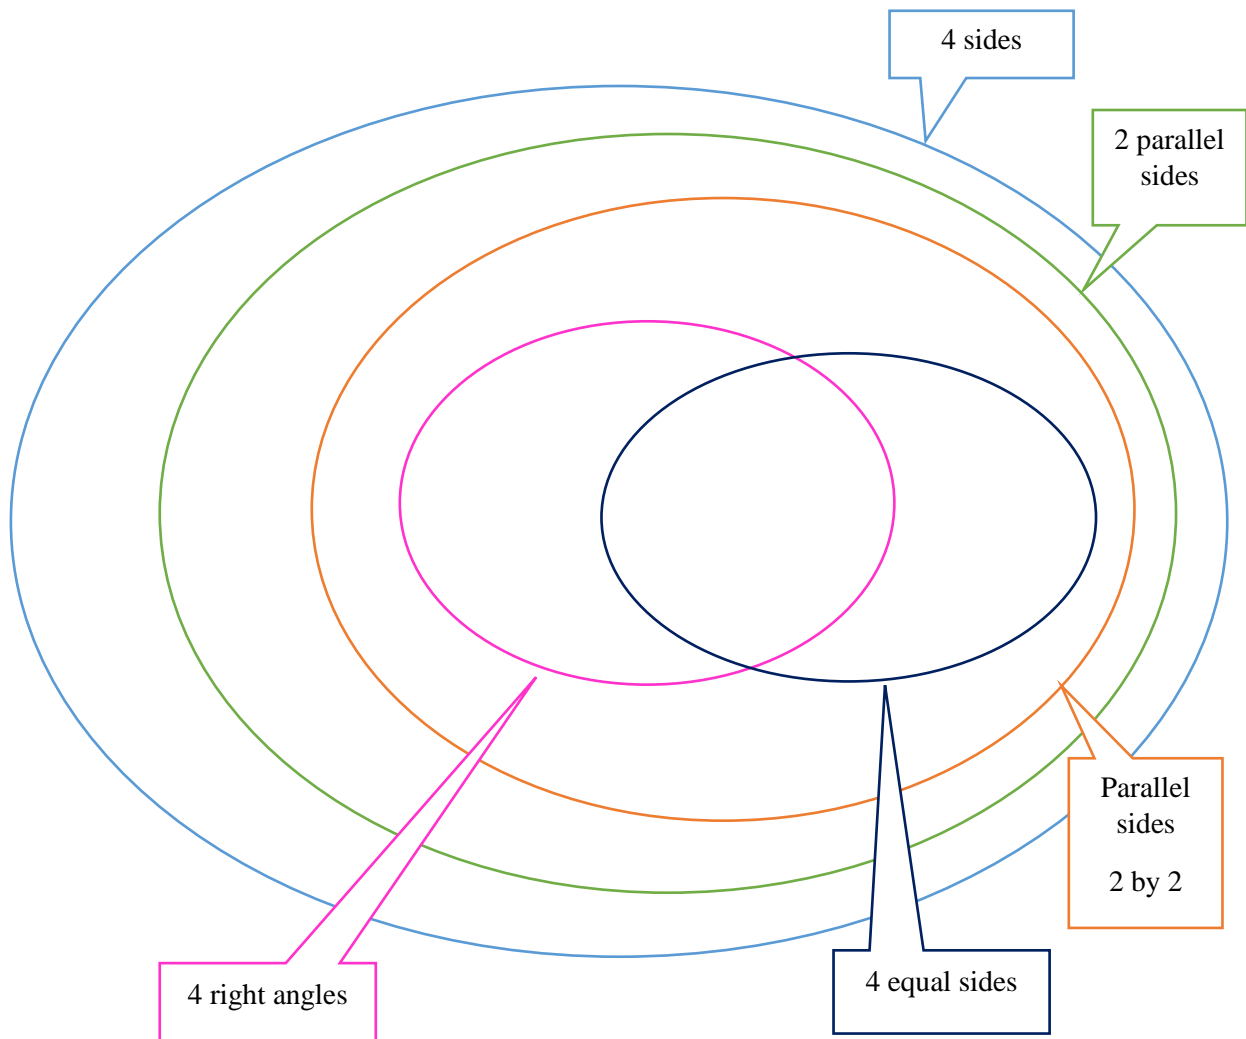 4 sides
2 parallel
sides
Parallel
sides
2 by 2
4 right angles
4 equal sides